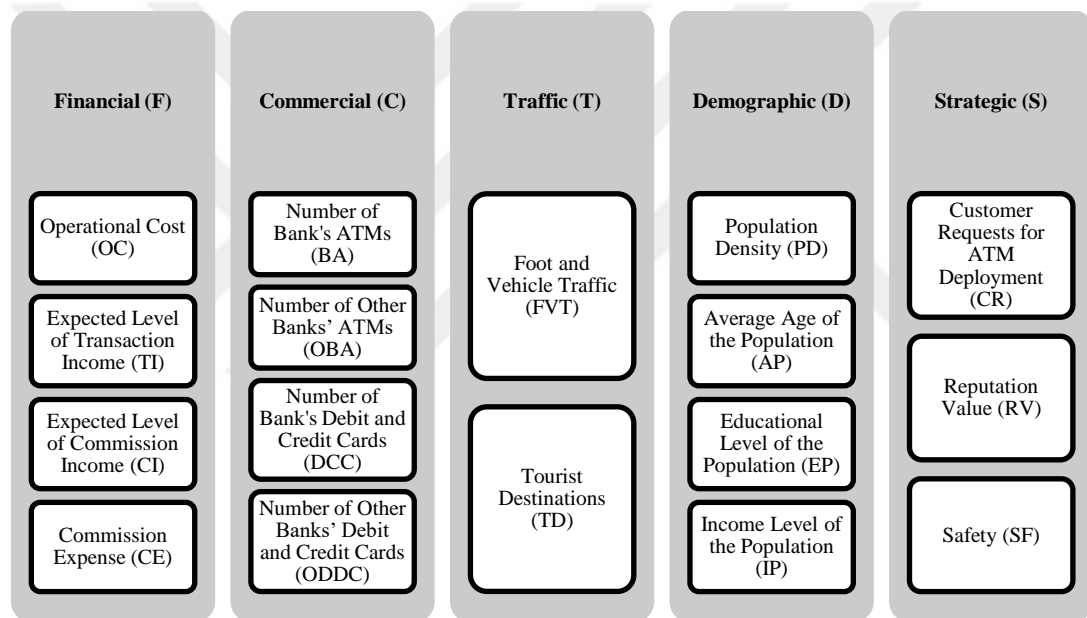 Financial (F)
Operational Cost
(OC)
Expected Level
of Transaction
Income (TI)
Expected Level
of Commission
Income (CI)
Commission
Expense (CE)
Commercial (C)
Number of
Bank's ATMs
(BA)
Number of Other
Banks’ ATMs
(OBA)
Number of
Bank's Debit and
Credit Cards
(DCC)
Number of Other
Banks’ Debit
and Credit Cards
(ODDC)
Traffic (T)
Foot and
Vehicle Traffic
(FVT)
Tourist
Destinations
(TD)
Demographic (D)
Population
Density (PD)
Average Age of
the Population
(AP)
Educational
Level of the
Population (EP)
Income Level of
the Population
(IP)
Strategic (S)
Customer
Requests for
ATM
Deployment
(CR)
Reputation
Value (RV)
Safety (SF)